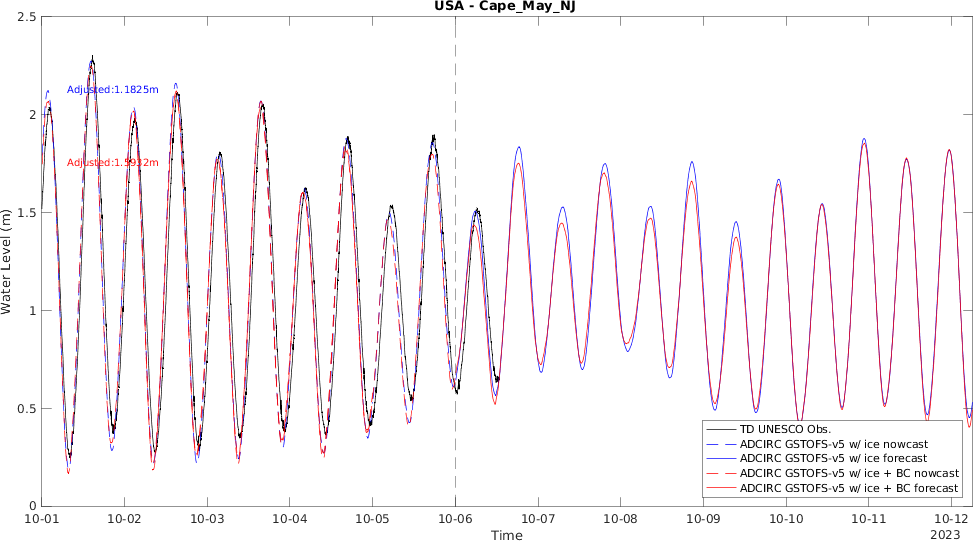 USA - Cape_May_NJ
2.5
2
1.5
1
0.5
0
Water Level (m)
Adjusted:1.1825m
Adjusted:1.5932m
TD UNESCO Obs.
ADCIRC GSTOFS-v5 w/ ice nowcast
ADCIRC GSTOFS-v5 w/ ice forecast
ADCIRC GSTOFS-v5 w/ ice + BC nowcast
ADCIRC GSTOFS-v5 w/ ice + BC forecast
10-01 10-02 10-03 10-04 10-05 10-06 10-07 10-08 10-09 10-10 10-11 10-12
Time
2023